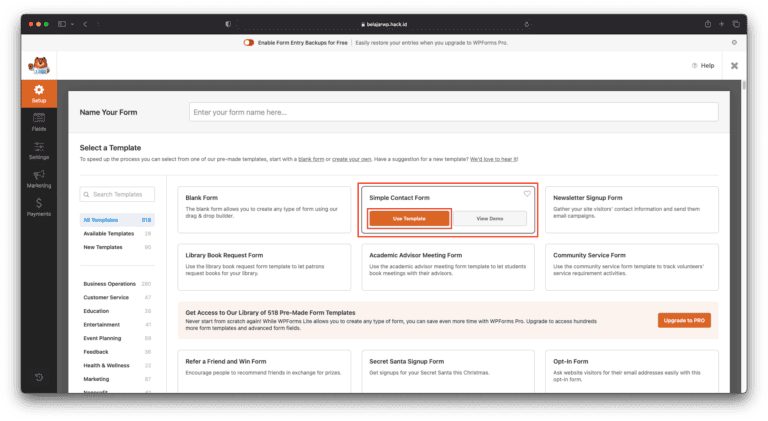 belajarwp.hack.id
Enable Form Entry Backups for Free | Easily restore your entries when you upgrade to WPForms Pro.
Help
Setup
Fields
Settings
Marketing
Payments
Name Your Form
Enter your form name here...
Select a Template
To speed up the process you can select from one of our pre-made templates, start with a blank form or create your own. Have a suggestion for a new template? We'd love to hear it!
Search Templates
All Templates 518
Available Templates 28
New Templates
Business Operations 280
Customer Service 47
Education 58
Entertainment 41
Event Planning 59
Feedback
Health & Wellness 22
Marketing
Blank Form
The blank form allows you to create any type of form using our
drag & drop builder.
Simple Contact Form
Use Template
View Demo
Newsletter Signup Form
Gather your site visitors' contact information and send them
email campaigns.
Library Book Request Form
Use the library book request form template to let patrons
request books for your library.
Academic Advisor Meeting Form
Use the academic advisor meeting form template to let students
book meetings with their advisors.
Community Service Form
Use the community service form template to track volunteers'
service requirement activities.
Get Access to Our Library of 518 Pre-Made Form Templates
Never start from scratch again! While WPForms Lite allows you to create any type of form, you can save even more time with WPForms Pro. Upgrade to access hundreds
more form templates and advanced form fields.
Upgrade to PRO
Refer a Friend and Win Form
Encourage people to recommend friends in exchange for prizes.
Secret Santa Signup Form
Get signups for your Secret Santa this Christmas.
Opt-In Form
Ask website visitors for their email addresses easily with this
opt-in form.